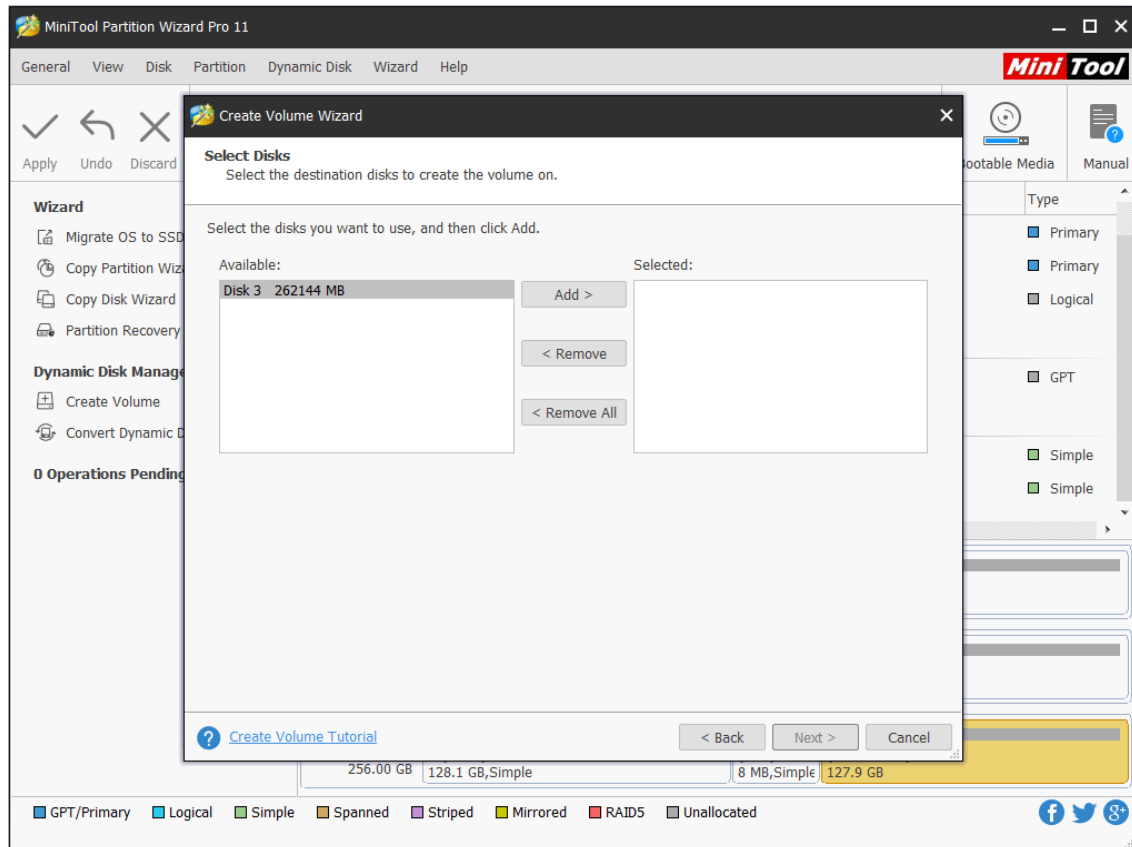 MiniTool Partition Wizard Pro 11
General View Disk Partition Dynamic Disk Wizard Help
Mini Tool
Apply Undo Discard
Bootable Media Manual
Create Volume Wizard
Select Disks
Select the destination disks to create the volume on.
Select the disks you want to use, and then click Add.
Available:
Selected:
Disk 3 262144 MB
Add >
< Remove
< Remove All
Create Volume Tutorial
< Back Next > Cancel
Wizard
Migrate OS to SSD
Copy Partition Wiz
Copy Disk Wizard
Partition Recovery
Dynamic Disk Manage
Create Volume
Convert Dynamic D
0 Operations Pending
Type
Primary
Primary
Logical
GPT
Simple
Simple
256.00 GB 128.1 GB,Simple 8 MB,Simple 127.9 GB
GPT/Primary Logical Simple Spanned Striped Mirrored RAID5 Unallocated